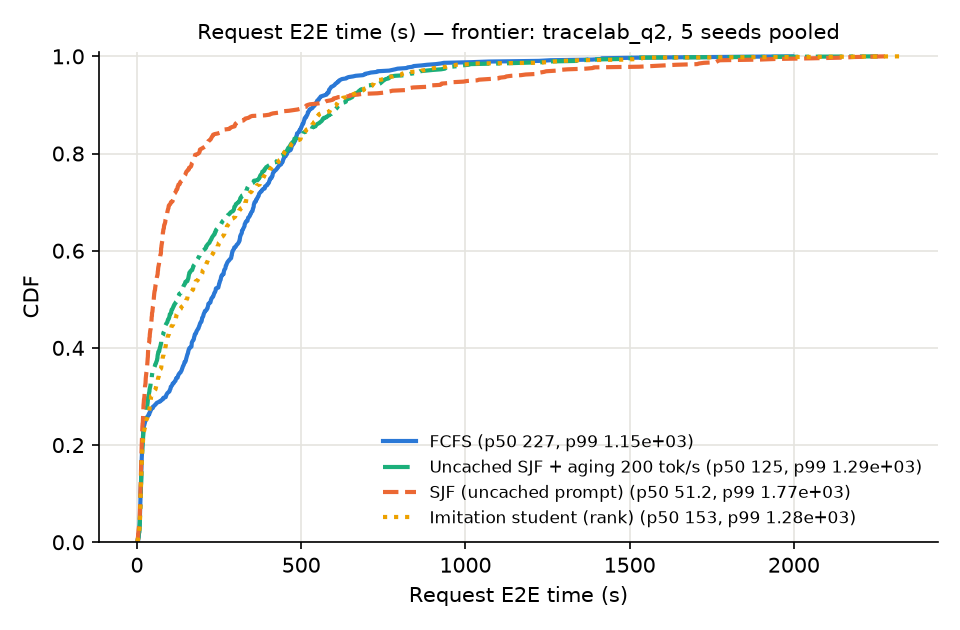 Request E2E time (s) — frontier: tracelab_q2, 5 seeds pooled
1.0
0.8
0.6
0.4
0.2
0.0
CDF
FCFS (p50 227, p99 1.15e+03)
Uncached SJF + aging 200 tok/s (p50 125, p99 1.29e+03)
SJF (uncached prompt) (p50 51.2, p99 1.77e+03)
Imitation student (rank) (p50 153, p99 1.28e+03)
0 500 1000 1500 2000
Request E2E time (s)